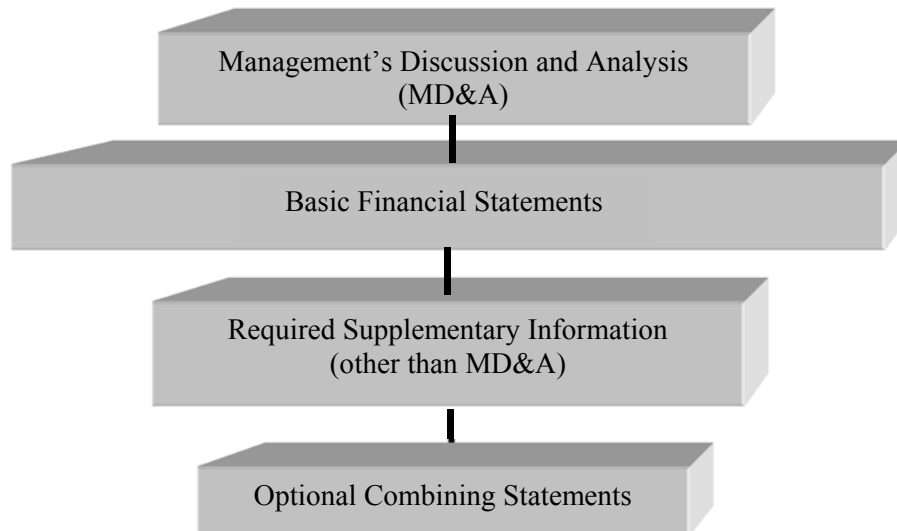 Management’s Discussion and Analysis
(MD&A)
Basic Financial Statements
Required Supplementary Information
(other than MD&A)
Optional Combining Statements